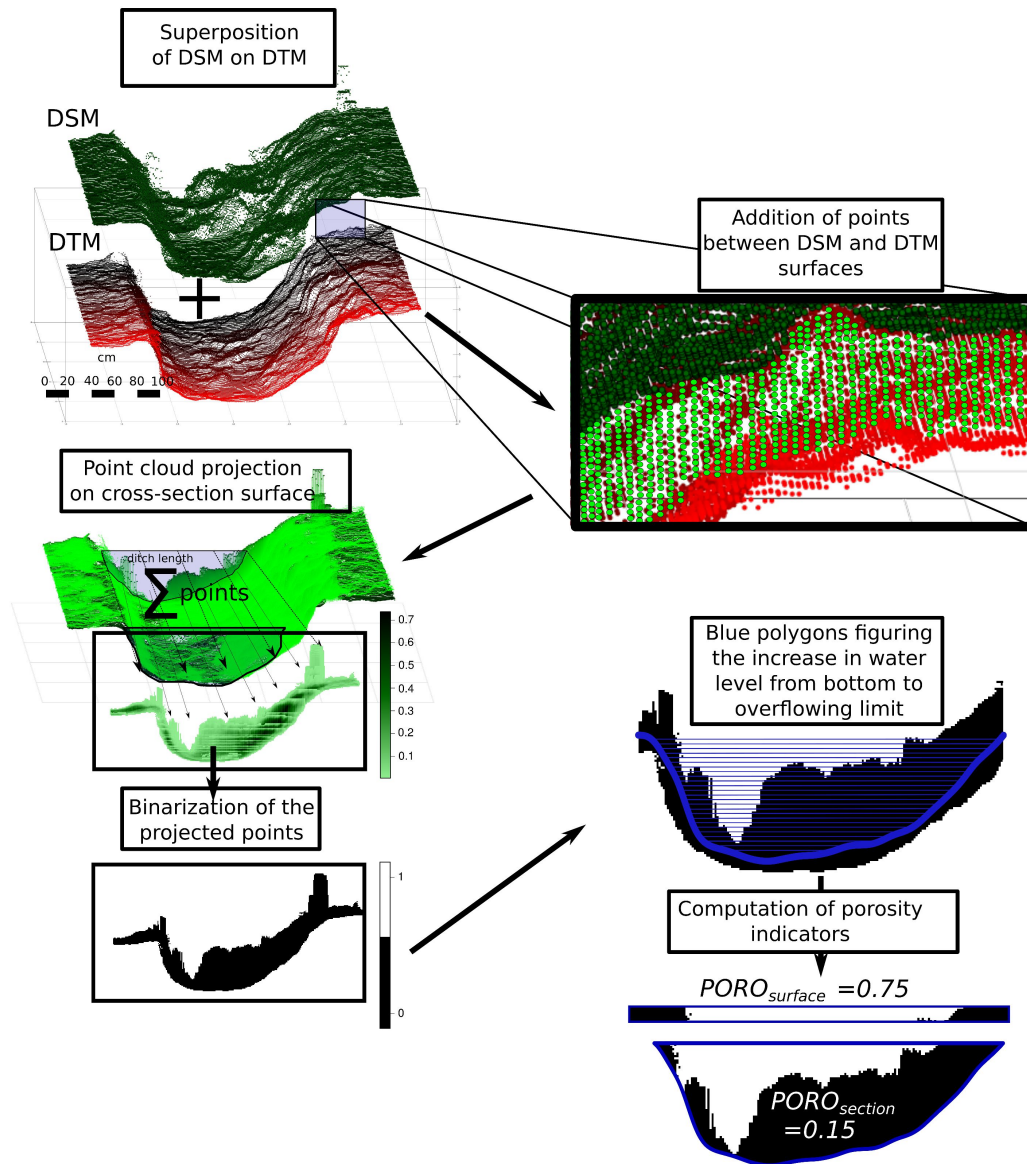 Superposition
of DSM on DTM
DSM
DTM
cm
0 20 40 60 80 100
Addition of points
between DSM and DTM
surfaces
Point cloud projection
on cross-section surface
ditch length
∑ points
0.7
0.6
0.5
0.4
0.3
0.2
0.1
Binarization of the
projected points
1
0
Blue polygons figuring
the increase in water
level from bottom to
overflowing limit
Computation of porosity
indicators
POROsurface =0.75
POROsection
=0.15